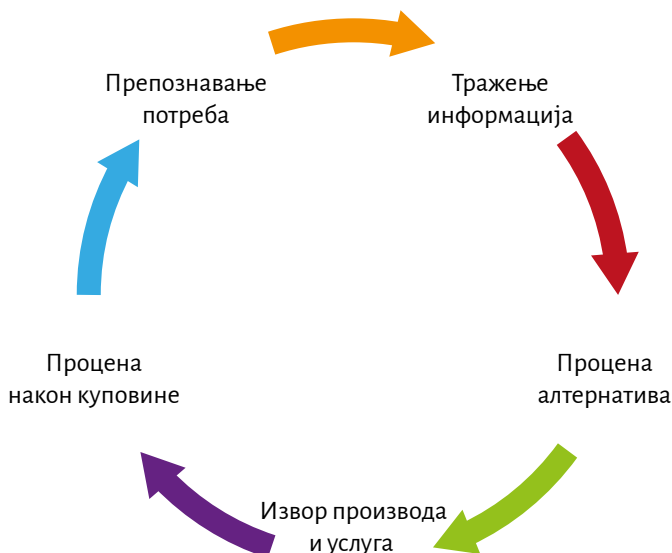 Препознавање
потреба
Тражење
информација
Процена
алтернатива
Извор производа
и услуга
Процена
након куповине